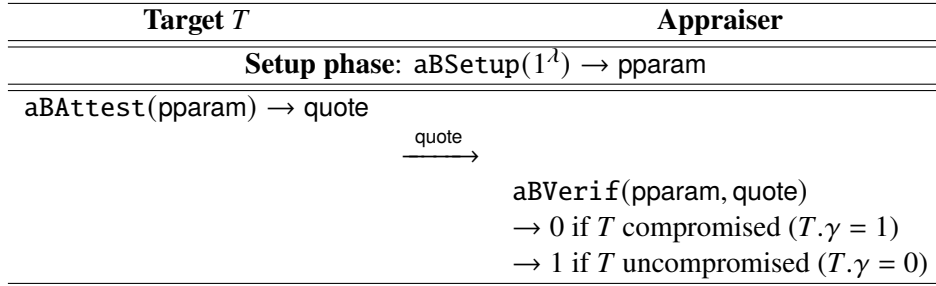 Target T Appraiser
Setup phase: aBSetup(1^λ) → pparam
aBAttest(pparam) → quote
quote
aBVerif(pparam, quote)
→ 0 if T compromised (T.γ = 1)
→ 1 if T uncompromised (T.γ = 0)